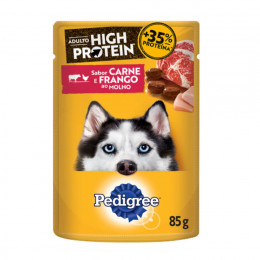 ADULTO
HIGH
PROTEIN
+35%
PROTEÍNA
Sabor CARNE
E FRANGO
AO MOLHO
Pedigree
85g